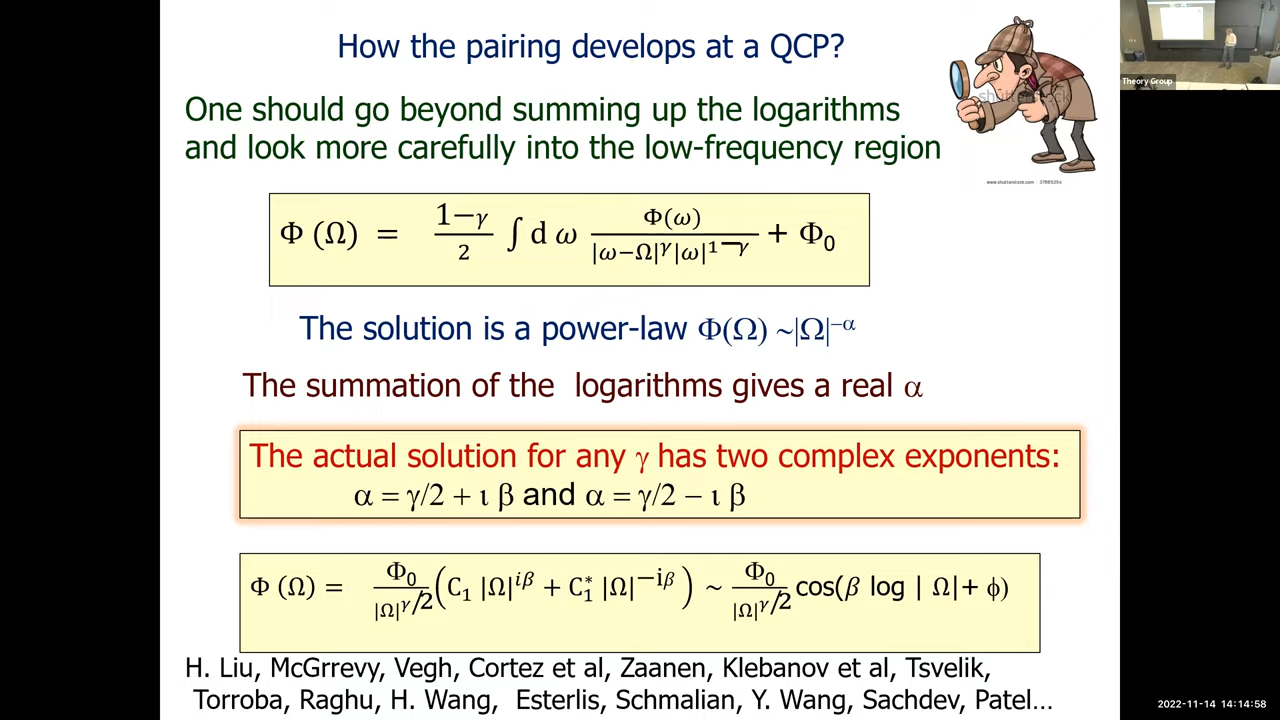 How the pairing develops at a QCP?
One should go beyond summing up the logarithms
and look more carefully into the low-frequency region
Φ (Ω) = 1−γ/2 ∫ d ω Φ(ω)/|ω−Ω|^γ|ω|^1−γ + Φ₀
The solution is a power-law Φ(Ω) ~|Ω|^−α
The summation of the logarithms gives a real α
The actual solution for any γ has two complex exponents:
α = γ/2 + ι β and α = γ/2 − ι β
Φ (Ω) = Φ₀/|Ω|^γ/2 (C₁ |Ω|^iβ + C₁* |Ω|^−iβ) ~ Φ₀/|Ω|^γ/2 cos(β log | Ω|+ ϕ)
H. Liu, McGrrevy, Vegh, Cortez et al, Zaanen, Klebanov et al, Tsvelik,
Torroba, Raghu, H. Wang, Esterlis, Schmalian, Y. Wang, Sachdev, Patel…
Theory Group
2022-11-14 14:14:58